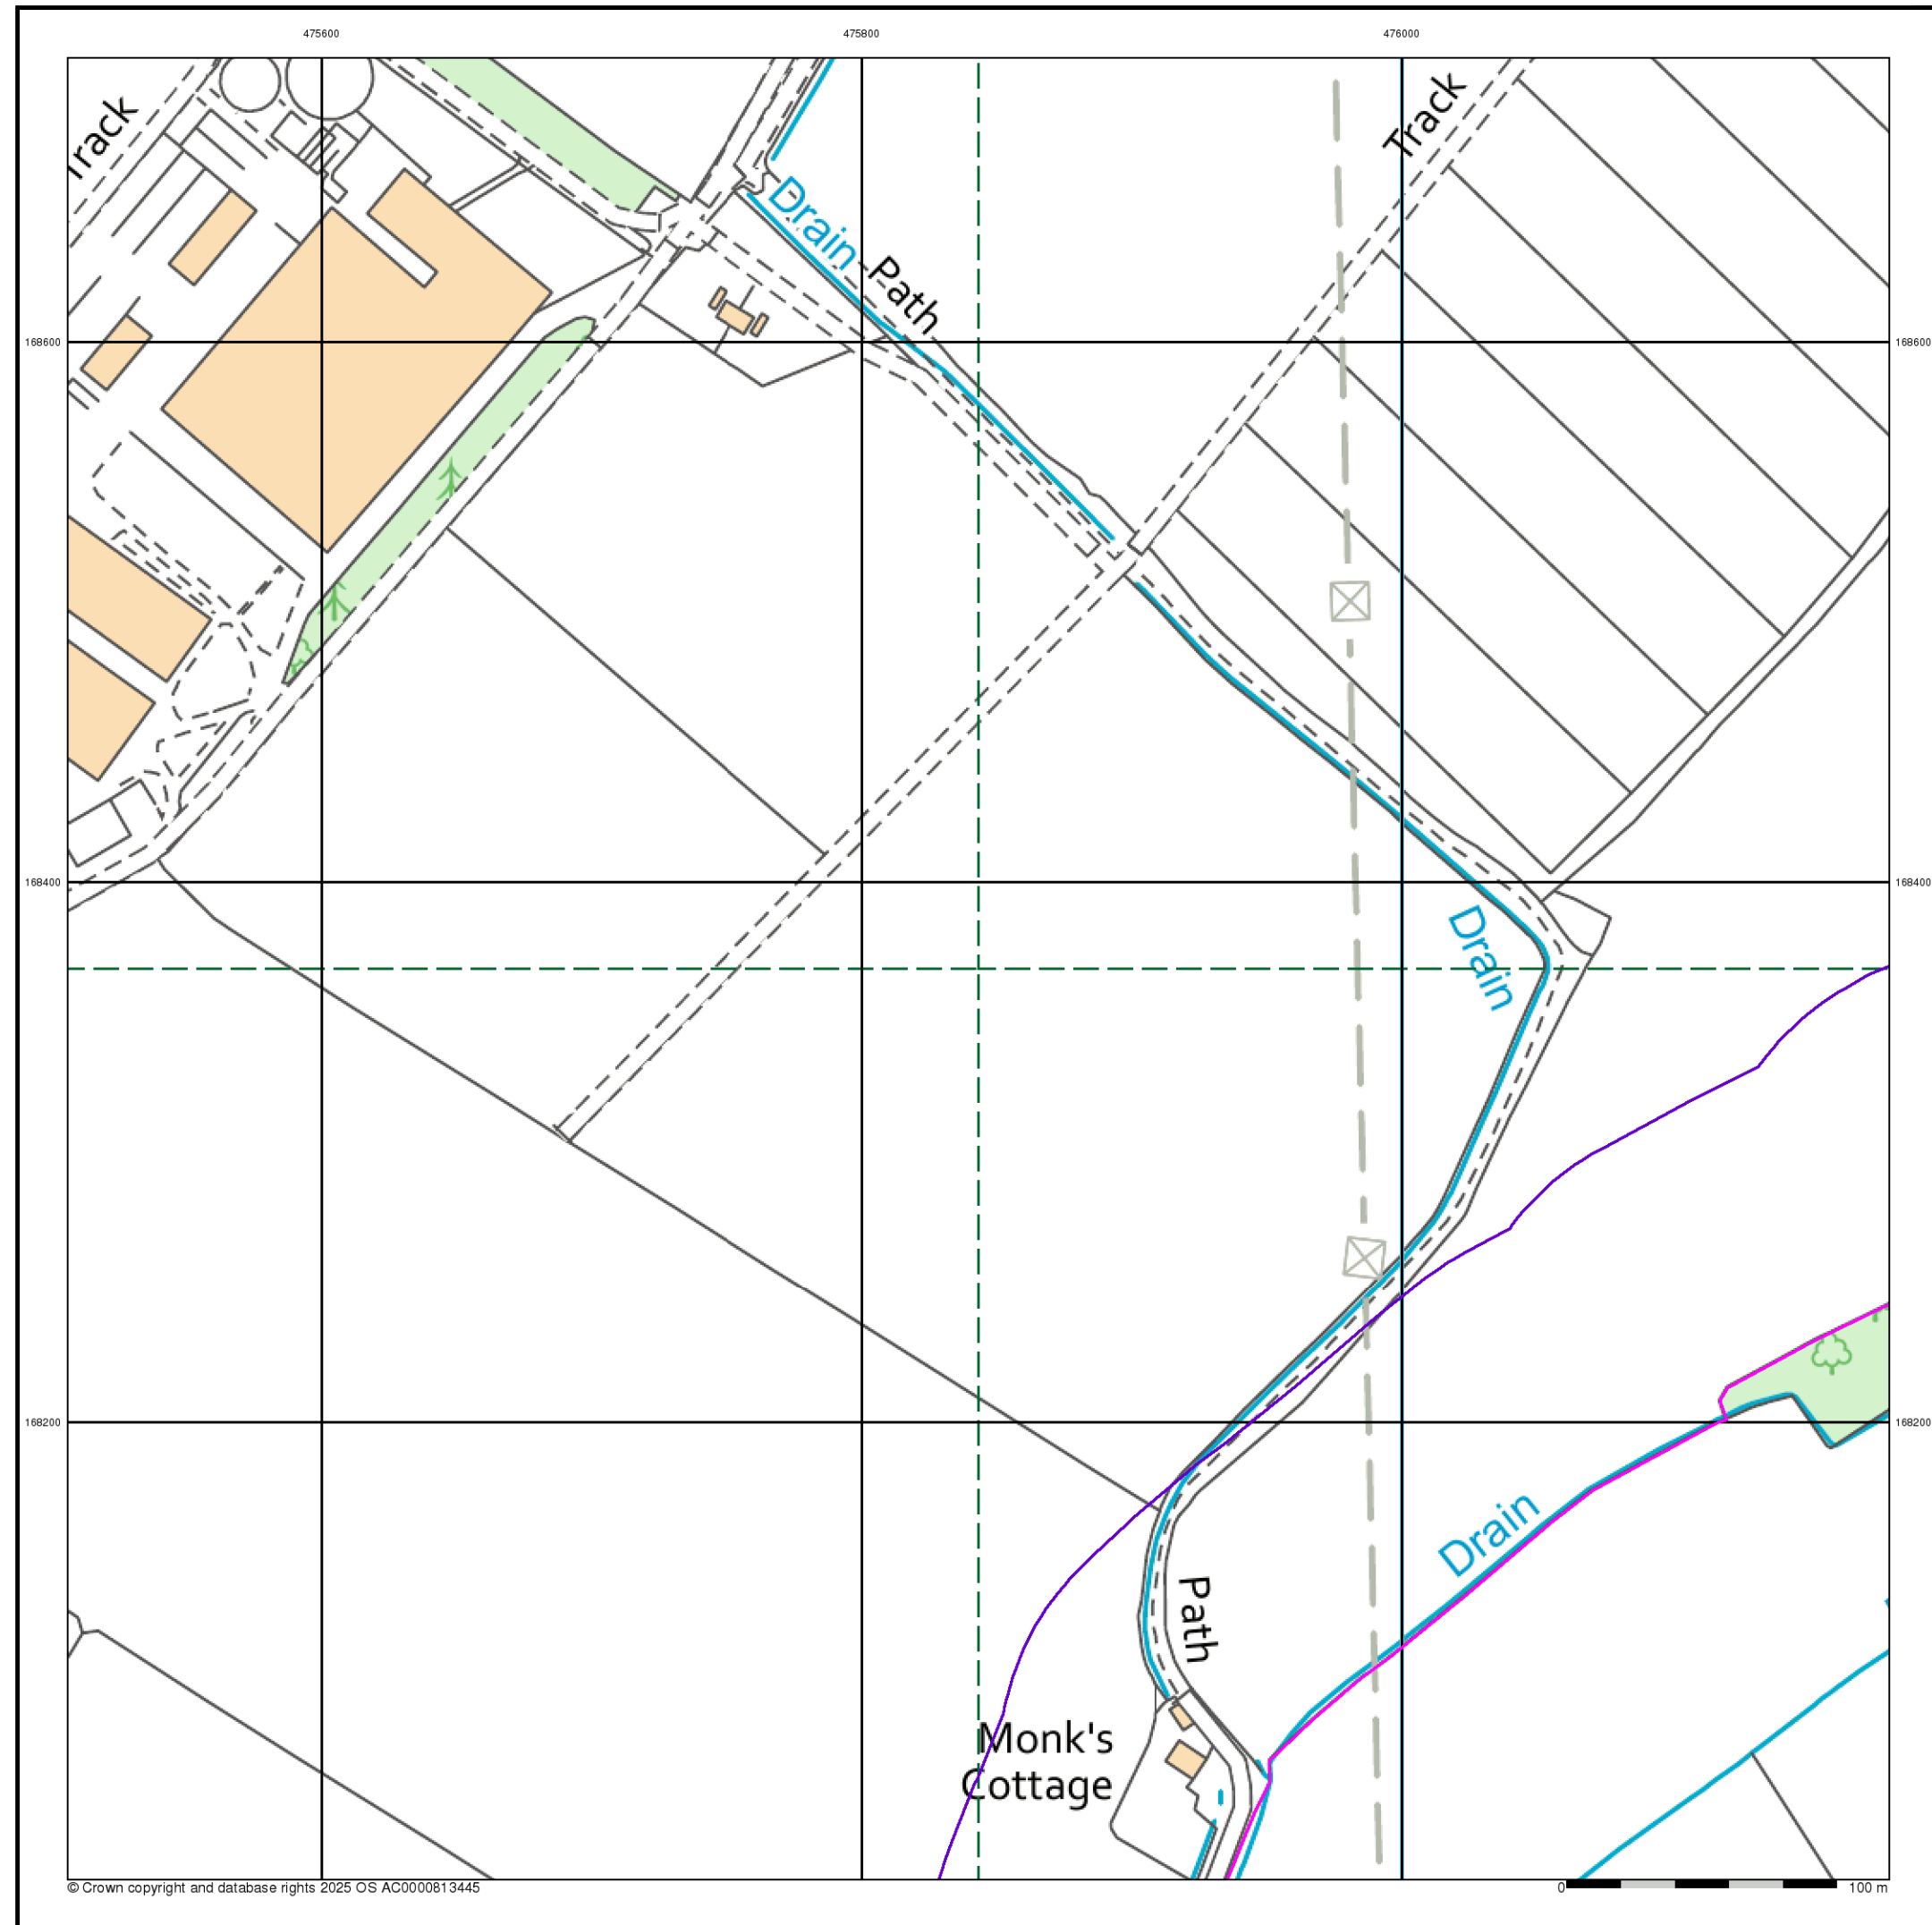 475600
475800
476000
Track
Track
Drain
Path
168600
168600
168400
168400
Drain
168200
168200
Drain
Path
Monk's
Cottage
© Crown copyright and database rights 2025 OS AC0000813445
0
100 m